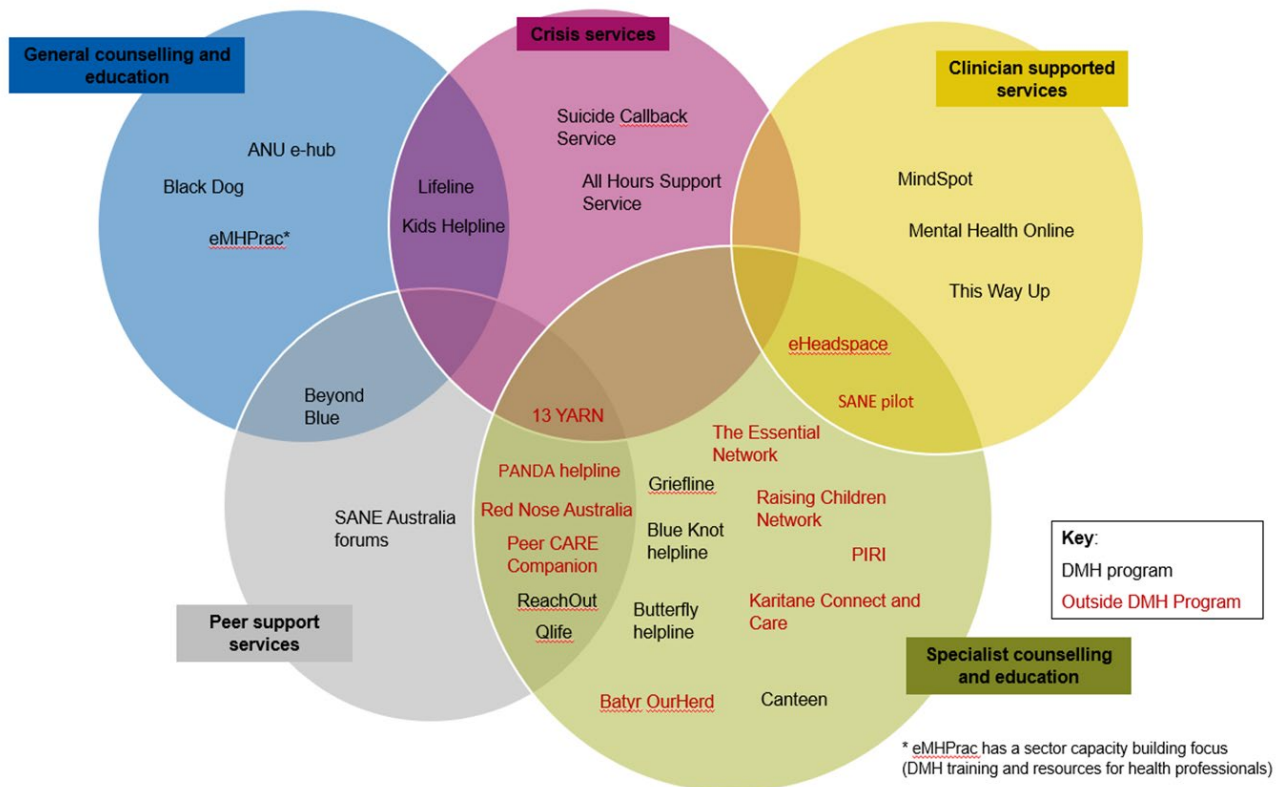 General counselling and
education
Crisis services
Clinician supported
services
ANU e-hub
Black Dog
eMHPrac*
Lifeline
Kids Helpline
Suicide Callback
Service
All Hours Support
Service
MindSpot
Mental Health Online
This Way Up
eHeadspace
SANE pilot
Beyond
Blue
13 YARN
The Essential
Network
PANDA helpline
Griefline
Red Nose Australia
Raising Children
Network
SANE Australia
forums
Blue Knot
helpline
Peer CARE
Companion
PIRI
ReachOut
Qlife
Butterfly
helpline
Karitane Connect and
Care
Peer support
services
Specialist counselling
and education
Batyr OurHerd
Canteen
Key:
DMH program
Outside DMH Program
* eMHPrac has a sector capacity building focus
(DMH training and resources for health professionals)